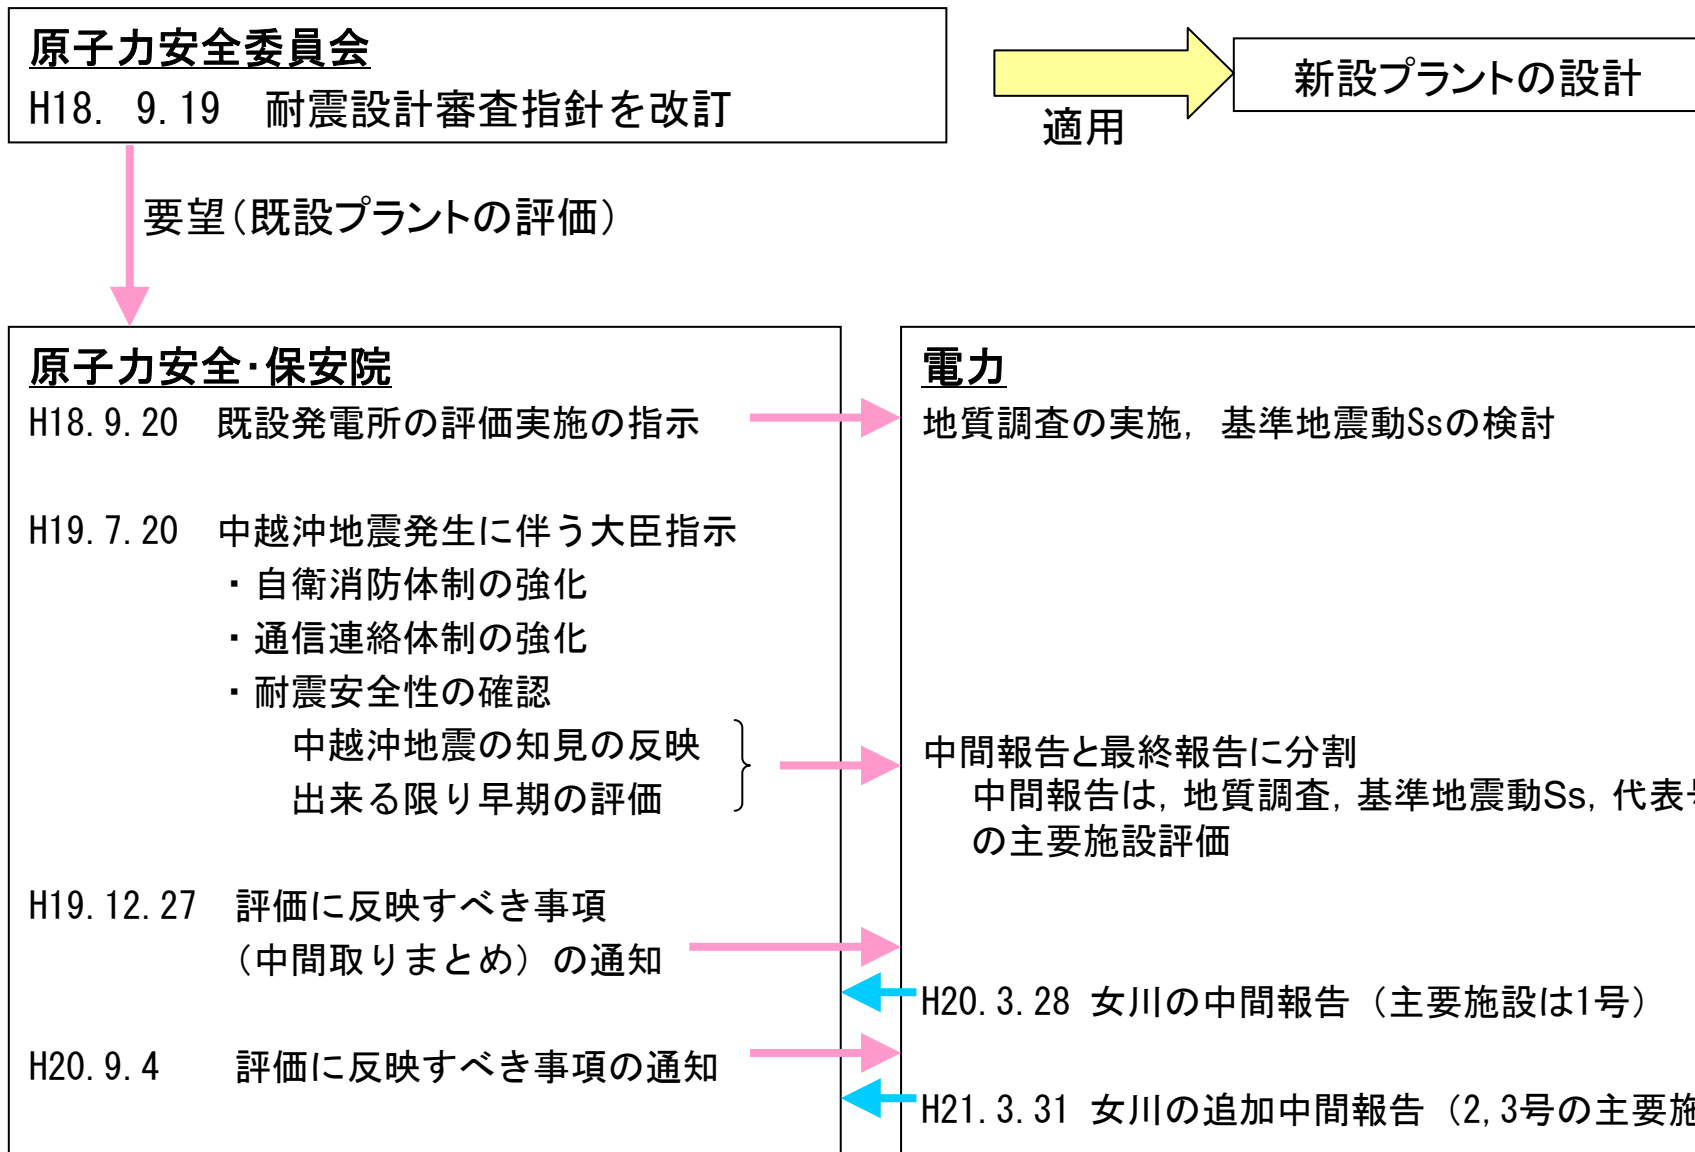 原子力安全委員会
H18. 9.19 耐震設計審査指針を改訂
適用
新設プラントの設計
要望(既設プラントの評価)
原子力安全・保安院
H18.9.20 既設発電所の評価実施の指示
H19.7.20 中越沖地震発生に伴う大臣指示
・自衛消防体制の強化
・通信連絡体制の強化
・耐震安全性の確認
中越沖地震の知見の反映
出来る限り早期の評価
H19.12.27 評価に反映すべき事項
(中間取りまとめ)の通知
H20.9.4 評価に反映すべき事項の通知
電力
地質調査の実施, 基準地震動Ssの検討
中間報告と最終報告に分割
中間報告は, 地質調査, 基準地震動Ss, 代表
の主要施設評価
H20.3.28 女川の中間報告(主要施設は1号)
H21.3.31 女川の追加中間報告(2,3号の主要施